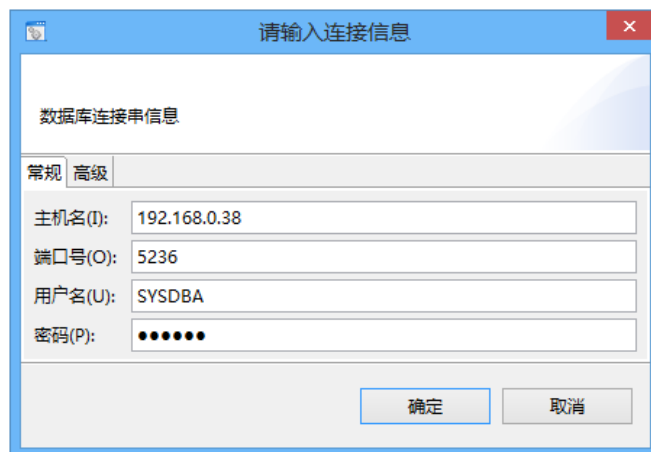 请输入连接信息
数据库连接串信息
常规 高级
主机名(I): 192.168.0.38
端口号(O): 5236
用户名(U): SYSDBA
密码(P): ●●●●●●
确定 取消